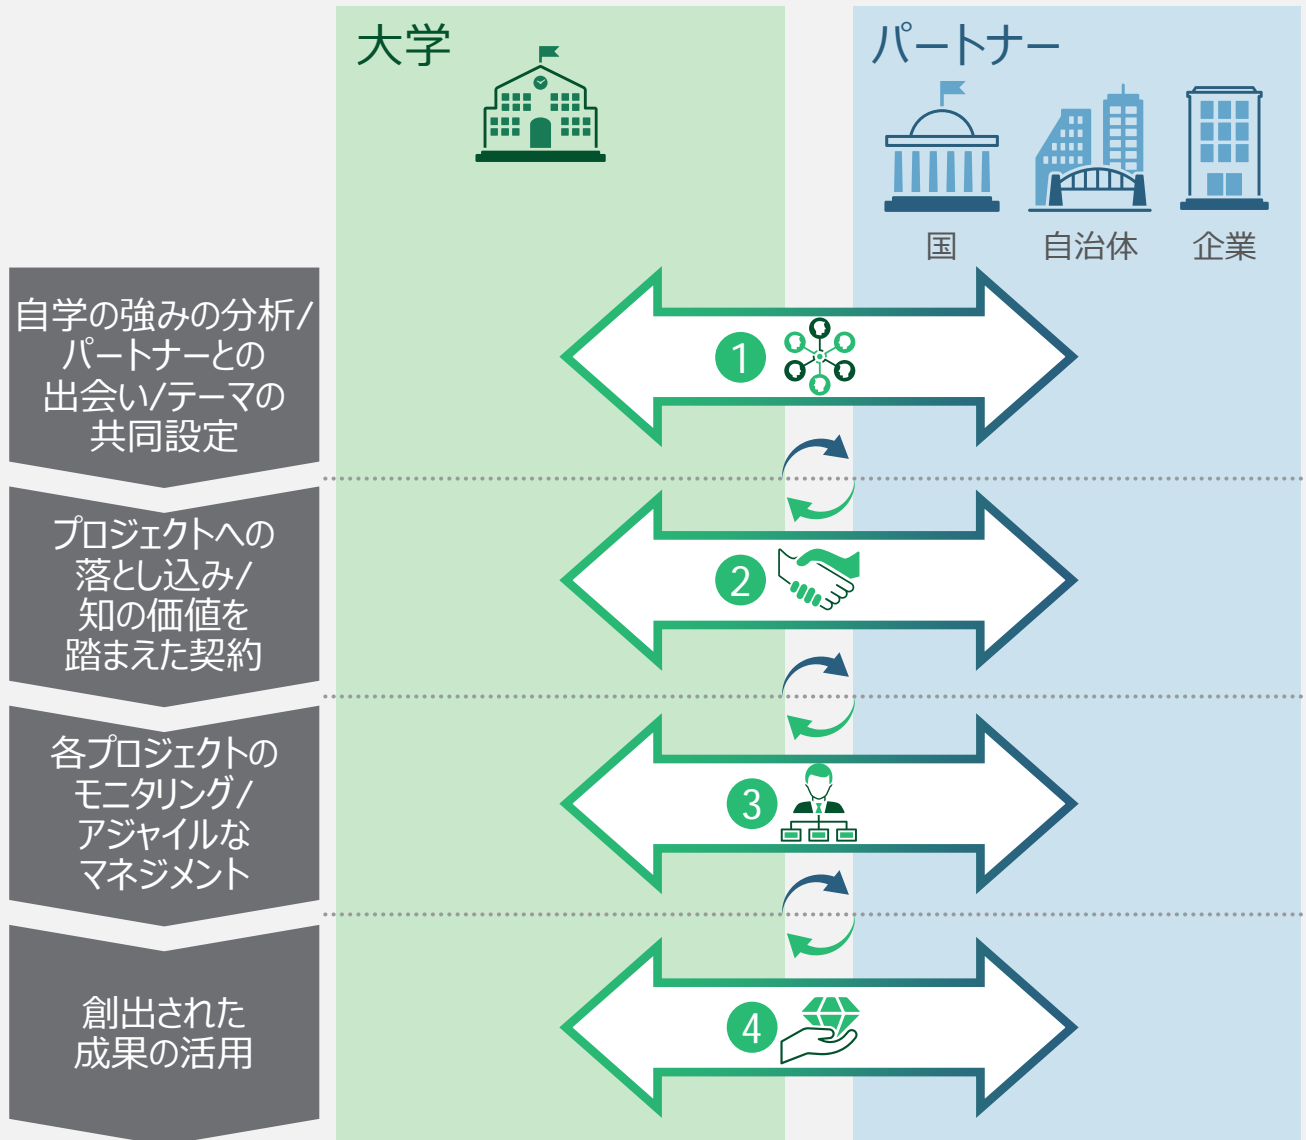 大学
パートナー
国
自治体
企業
自学の強みの分析/
パートナーとの
出会い/テーマの
共同設定
1
プロジェクトへの
落とし込み/
知の価値を
踏まえた契約
2
各プロジェクトの
モニタリング/
アジャイルな
マネジメント
3
創出された
成果の活用
4